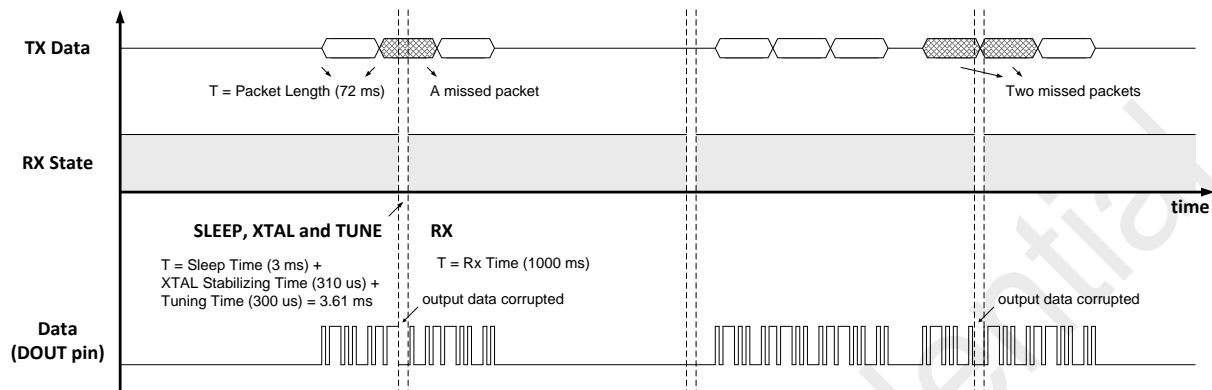 TX Data
T = Packet Length (72 ms)
A missed packet
Two missed packets
RX State
time
SLEEP, XTAL and TUNE
RX
T = Sleep Time (3 ms) +
XTAL Stabilizing Time (310 us) +
Tuning Time (300 us) = 3.61 ms
T = Rx Time (1000 ms)
output data corrupted
output data corrupted
Data
(DOUT pin)